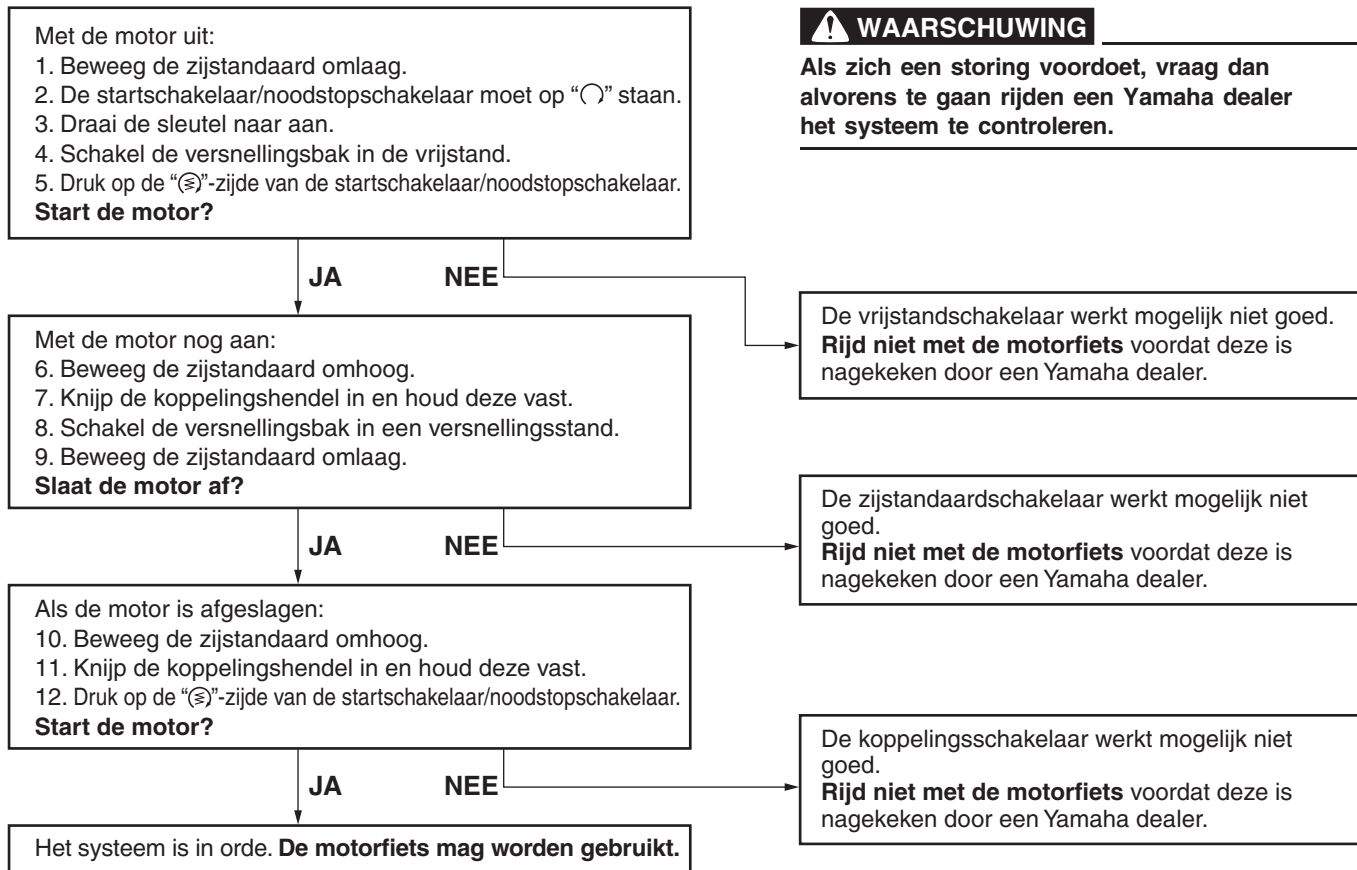 Met de motor uit:
1. Beweeg de zijstandaard omlaag.
2. De startschakelaar/noodstopschakelaar moet op “○” staan.
3. Draai de sleutel naar aan.
4. Schakel de versnellingsbak in de vrijstand.
5. Druk op de “”-zijde van de startschakelaar/noodstopschakelaar.
Start de motor?
WAARSCHUWING
Als zich een storing voordoet, vraag dan
alvorens te gaan rijden een Yamaha dealer
het systeem te controleren.
JA NEE
De vrijstandschakelaar werkt mogelijk niet goed.
Rijd niet met de motorfiets voordat deze is
nagekeken door een Yamaha dealer.
Met de motor nog aan:
6. Beweeg de zijstandaard omhoog.
7. Knijp de koppelingshendel in en houd deze vast.
8. Schakel de versnellingsbak in een versnellingsstand.
9. Beweeg de zijstandaard omlaag.
Slaat de motor af?
JA NEE
De zijstandaardschakelaar werkt mogelijk niet
goed.
Rijd niet met de motorfiets voordat deze is
nagekeken door een Yamaha dealer.
Als de motor is afgeslagen:
10. Beweeg de zijstandaard omhoog.
11. Knijp de koppelingshendel in en houd deze vast.
12. Druk op de “”-zijde van de startschakelaar/noodstopschakelaar.
Start de motor?
JA NEE
De koppelingsschakelaar werkt mogelijk niet
goed.
Rijd niet met de motorfiets voordat deze is
nagekeken door een Yamaha dealer.
Het systeem is in orde. De motorfiets mag worden gebruikt.